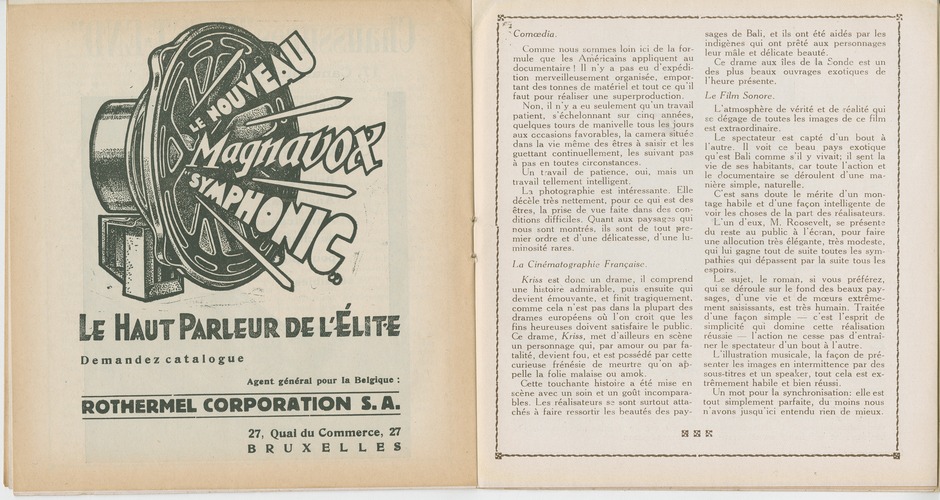 LE NOUVEAU
Magnavox
"SYMPHONIC"
LE HAUT PARLEUR DE L'ÉLITE
Demandez catalogue
Agent général pour la Belgique :
ROTHERMEL CORPORATION S. A.
27, Quai du Commerce, 27
BRUXELLES
Comœdia.
Comme nous sommes loin ici de la for-
mule que les Américains appliquent au
documentaire ! Il n'y a pas eu d'expédi-
tion merveilleusement organisée, empor-
tant des tonnes de matériel et tout ce qu'il
faut pour réaliser une superproduction.
Non, il n'y a eu seulement qu'un travail
patient, s'échelonnant sur cinq années,
quelques tours de manivelle tous les jours
aux occasions favorables, la camera située
dans la vie même des êtres à saisir et les
guettant continuellement, les suivant pas
à pas en toutes circonstances.
Un travail de patience, oui, mais un
travail tellement intelligent.
La photographie est intéressante. Elle
décèle très nettement, pour ce qui est des
êtres, la prise de vue faite dans des con-
ditions difficiles. Quant aux paysages qui
nous sont montrés, ils sont de tout pre-
mier ordre et d'une délicatesse, d'une lu-
minosité rares.
La Cinématographie Française.
Kriss est donc un drame, il comprend
une histoire admirable, puis ensuite qui
devient émouvante, et finit tragiquement,
comme cela n'est pas dans la plupart des
drames européens où l'on croit que les
fins heureuses doivent satisfaire le public.
Ce drame, Kriss, met d'ailleurs en scène
un personnage qui, par amour ou par fa-
talité, devient fou, et est possédé par cette
curieuse frénésie de meurtre qu'on ap-
pelle la folie malaise ou amok.
Cette touchante histoire a été mise en
scène avec un soin et un goût incompara-
bles. Les réalisateurs se sont surtout atta-
chés à faire ressortir les beautés des pay-
sages de Bali, et ils ont été aidés par les
indigènes qui ont prêté aux personnages
leur mâle et délicate beauté.
Ce drame aux îles de la Sonde est un
des plus beaux ouvrages exotiques de
l'heure présente.
Le Film Sonore.
L'atmosphère de vérité et de réalité qui
se dégage de toutes les images de ce film
est extraordinaire.
Le spectateur est capté d'un bout à
l'autre. Il voit ce beau pays exotique
qu'est Bali comme s'il y vivait; il sent la
vie de ses habitants, car toute l'action et
le documentaire se déroulent d'une ma-
nière simple, naturelle.
C'est sans doute le mérite d'un mon-
tage habile et d'une façon intelligente de
voir les choses de la part des réalisateurs.
L'un d'eux, M. Roosevelt, se présente
du reste au public à l'écran, pour faire
une allocution très élégante, très modeste,
qui lui gagne tout de suite toutes les sym-
pathies qui dépassent par la suite tous les
espoirs.
Le sujet, le roman, si vous préférez,
qui se déroule sur le fond des beaux pay-
sages, d'une vie et de mœurs extrême-
ment saisissants, est très humain. Traitée
d'une façon simple — c'est l'esprit de
simplicité qui domine cette réalisation
réussie — l'action ne cesse pas d'entraî-
ner le spectateur d'un bout à l'autre.
L'illustration musicale, la façon de pré-
senter les images en intermittence par des
sous-titres et un speaker, tout cela est ex-
trêmement habile et bien réussi.
Un mot pour la synchronisation: elle est
tout simplement parfaite, du moins nous
n'avons jusqu'ici entendu rien de mieux.